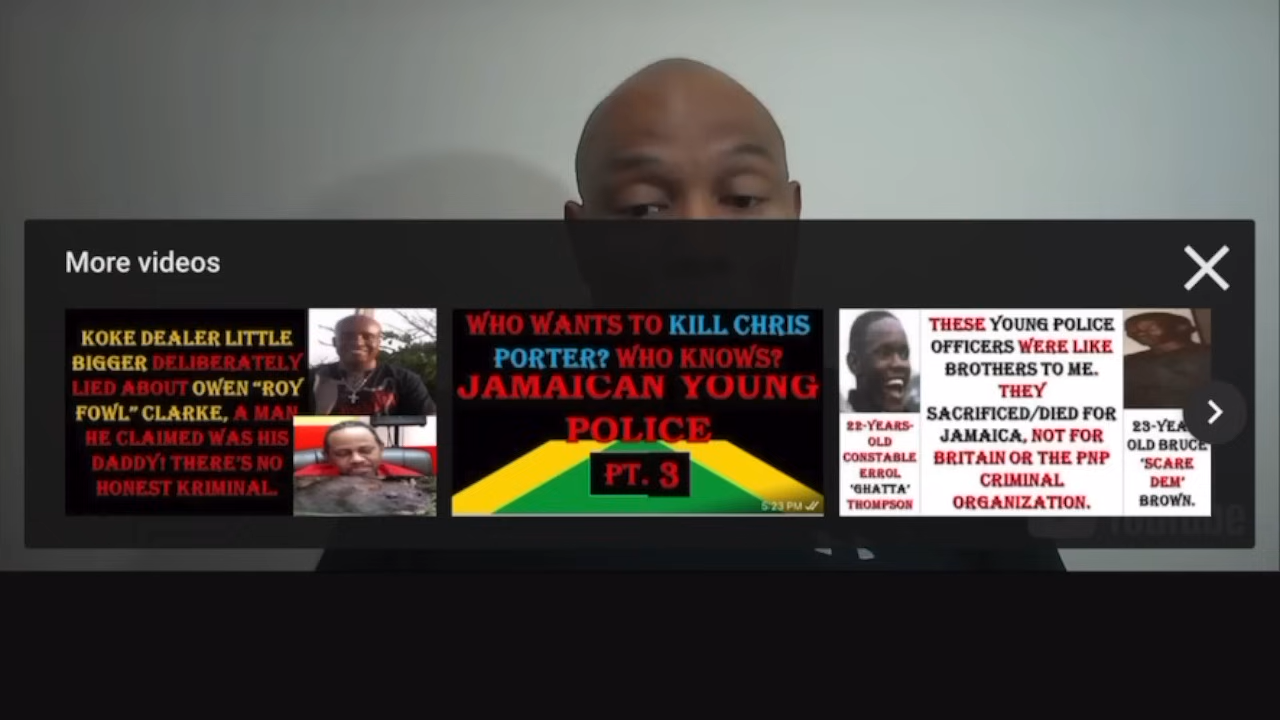 More videos
KOKE DEALER LITTLE
BIGGER DELIBERATELY
LIED ABOUT OWEN “ROY
FOWL” CLARKE, A MAN
HE CLAIMED WAS HIS
DADDY! THERE’S NO
HONEST KRIMINAL.
WHO WANTS TO KILL CHRIS
PORTER? WHO KNOWS?
JAMAICAN YOUNG
POLICE
PT. 3
5:23 PM
22-YEARS-
OLD
CONSTABLE
ERROL
'GHATTA'
THOMPSON
THESE YOUNG POLICE
OFFICERS WERE LIKE
BROTHERS TO ME.
THEY
SACRIFICED/DIED FOR
JAMAICA, NOT FOR
BRITAIN OR THE PNP
CRIMINAL
ORGANIZATION.
OLD BRUCE
'SCARE
DEM'
BROWN.
YouTube